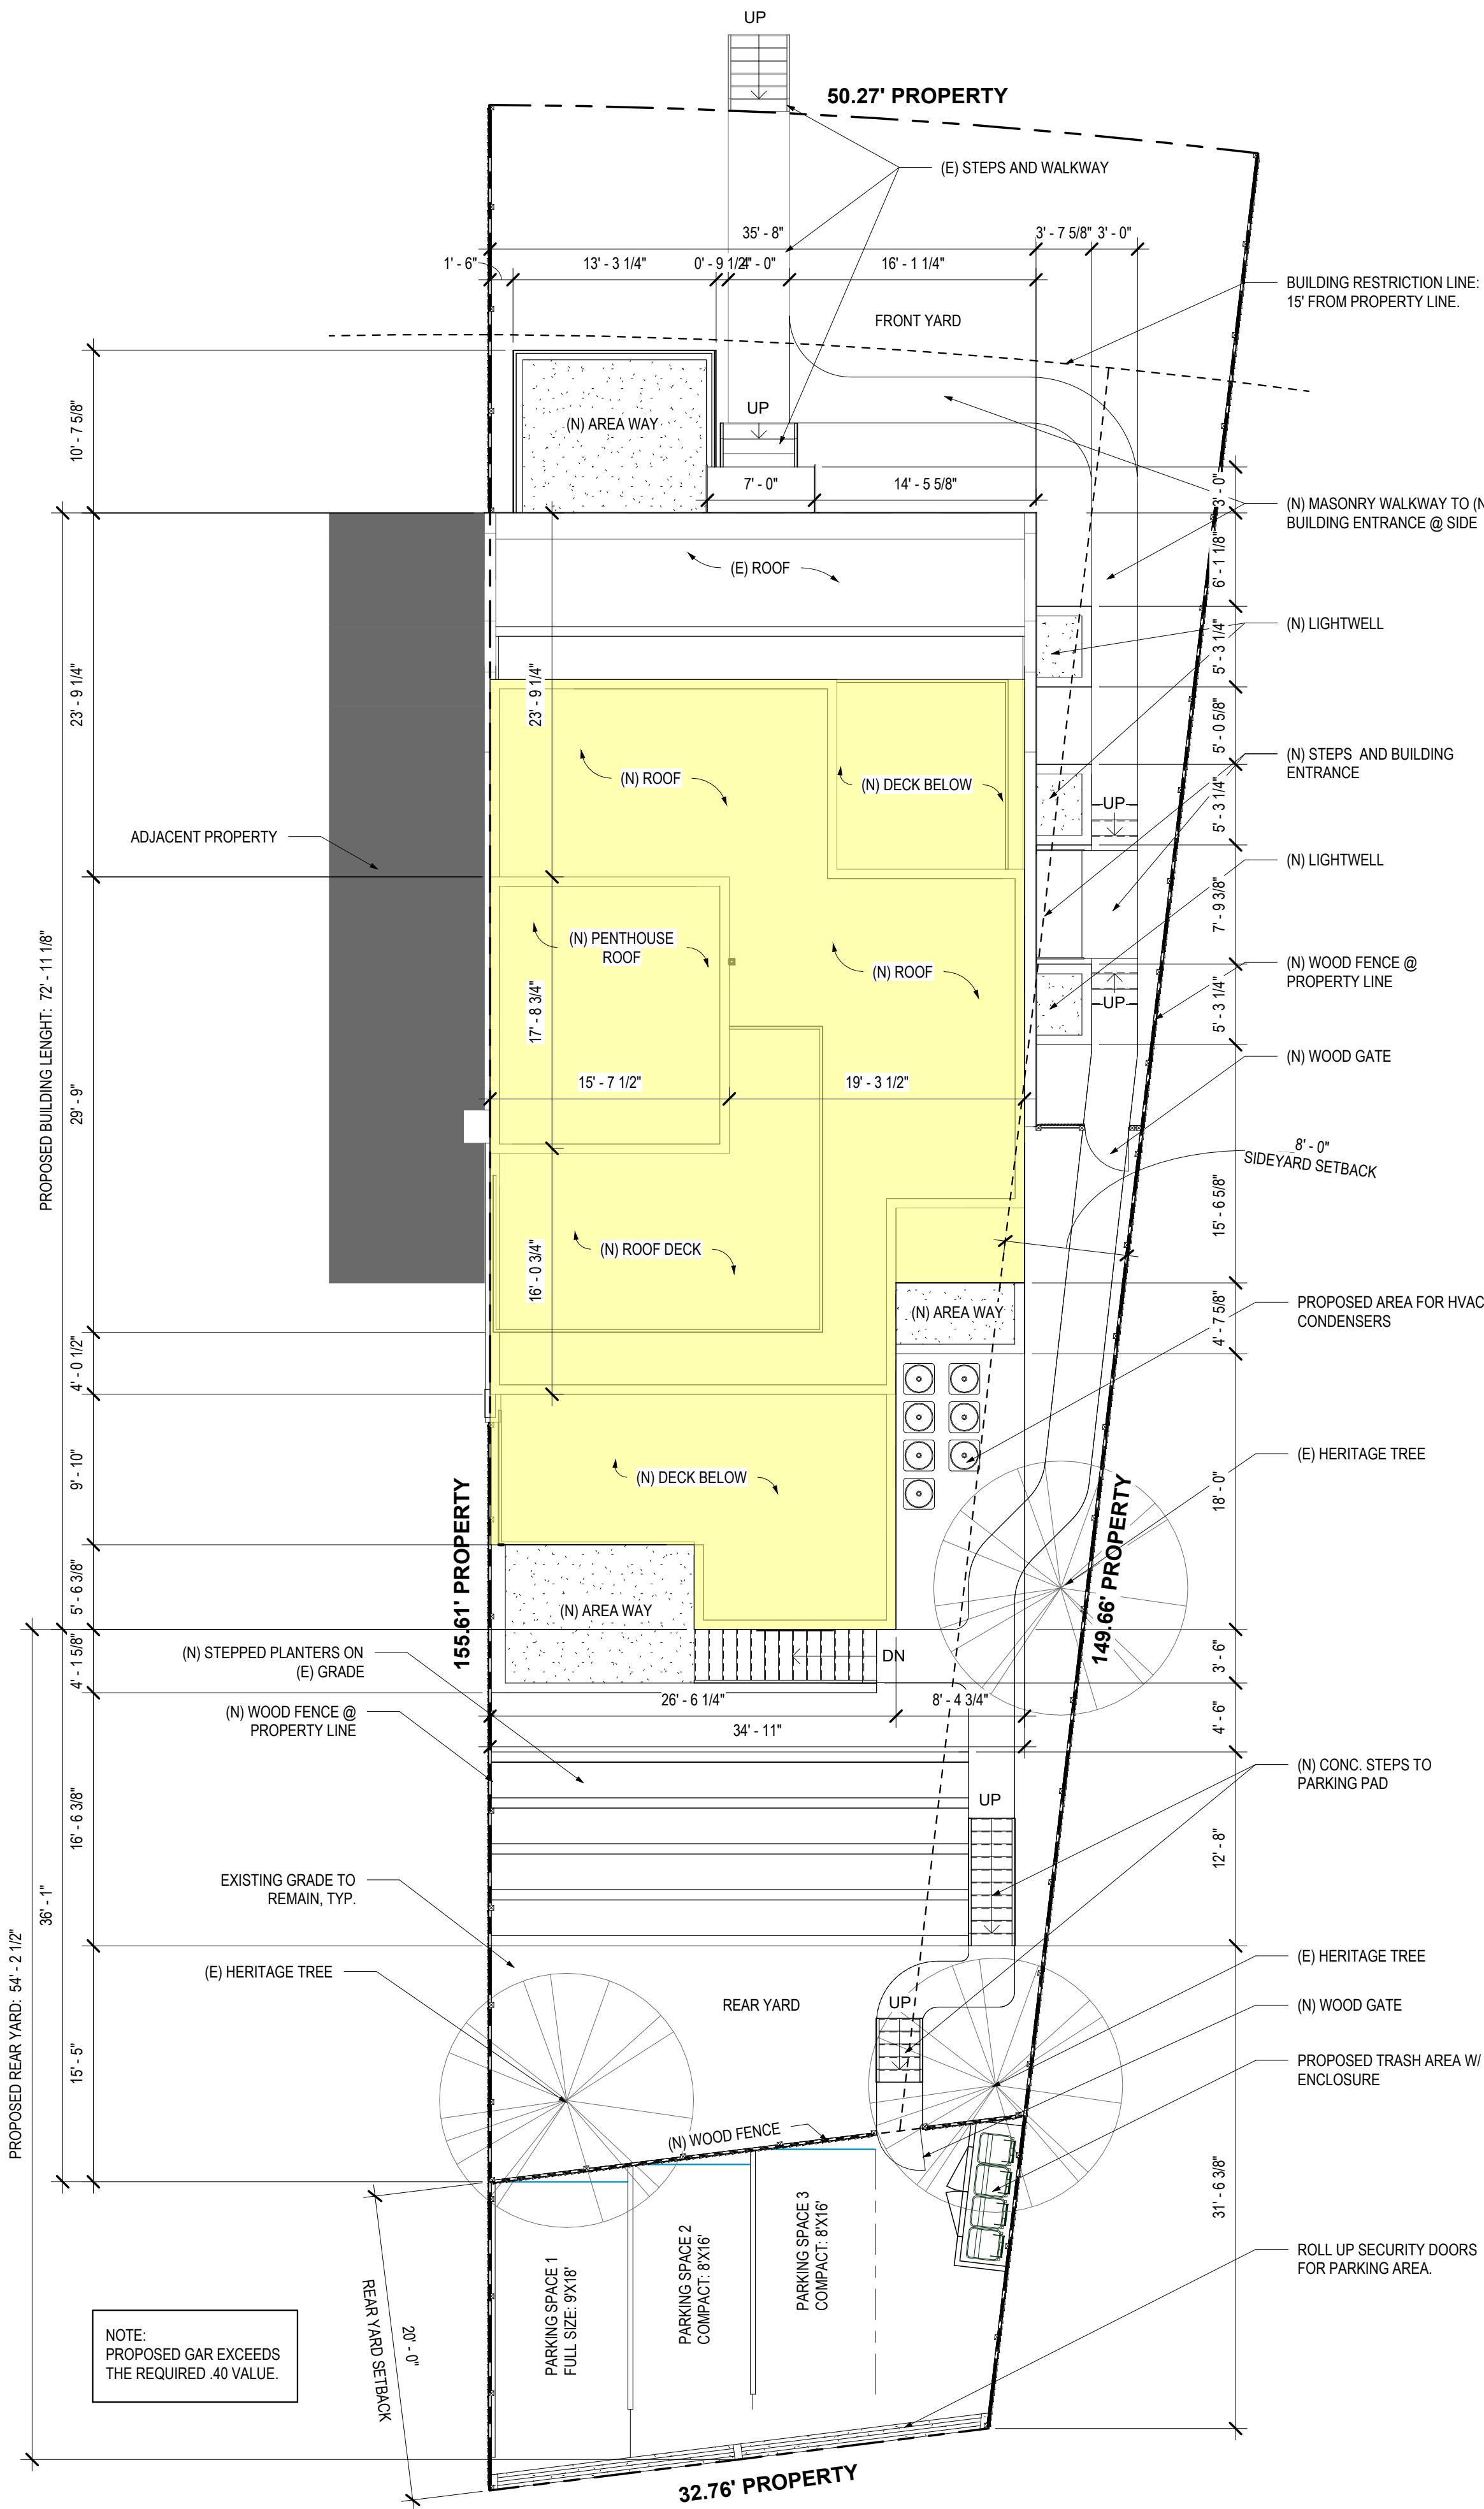 UP
50.27' PROPERTY
(E) STEPS AND WALKWAY
35' - 8"
3' - 7 5/8"
3' - 0"
1' - 6"
13' - 3 1/4"
0' - 9 1/2"
4' - 0"
16' - 1 1/4"
BUILDING RESTRICTION LINE:
15' FROM PROPERTY LINE.
FRONT YARD
10' - 7 5/8"
(N) AREA WAY
UP
7' - 0"
14' - 5 5/8"
3' - 0"
(N) MASONRY WALKWAY TO (N
BUILDING ENTRANCE @ SIDE
(E) ROOF
6' - 1 1/8"
(N) LIGHTWELL
5' - 3 1/4"
23' - 9 1/4"
23' - 9 1/4"
5' - 0 5/8"
(N) STEPS AND BUILDING
ENTRANCE
(N) ROOF
(N) DECK BELOW
UP
5' - 3 1/4"
ADJACENT PROPERTY
(N) LIGHTWELL
7' - 9 3/8"
(N) PENTHOUSE
ROOF
(N) ROOF
(N) WOOD FENCE @
PROPERTY LINE
UP
5' - 3 1/4"
17' - 8 3/4"
(N) WOOD GATE
15' - 7 1/2"
19' - 3 1/2"
29' - 9"
PROPOSED BUILDING LENGHT: 72' - 11 1/8"
8' - 0"
SIDEYARD SETBACK
15' - 6 5/8"
(N) ROOF DECK
16' - 0 3/4"
(N) AREA WAY
4' - 7 5/8"
PROPOSED AREA FOR HVAC
CONDENSERS
4' - 0 1/2"
(E) HERITAGE TREE
9' - 10"
(N) DECK BELOW
18' - 0"
155.61' PROPERTY
149.66' PROPERTY
5' - 6 3/8"
(N) AREA WAY
(N) STEPPED PLANTERS ON
(E) GRADE
DN
4' - 1 5/8"
3' - 6"
26' - 6 1/4"
8' - 4 3/4"
(N) WOOD FENCE @
PROPERTY LINE
34' - 11"
4' - 6"
(N) CONC. STEPS TO
PARKING PAD
UP
16' - 6 3/8"
12' - 8"
EXISTING GRADE TO
REMAIN, TYP.
36' - 1"
PROPOSED REAR YARD: 54' - 2 1/2"
(E) HERITAGE TREE
(E) HERITAGE TREE
REAR YARD
UP
(N) WOOD GATE
15' - 5"
PROPOSED TRASH AREA W/
ENCLOSURE
(N) WOOD FENCE
31' - 6 3/8"
PARKING SPACE 1
FULL SIZE: 9'X18'
PARKING SPACE 2
COMPACT: 8'X16'
PARKING SPACE 3
COMPACT: 8'X16'
ROLL UP SECURITY DOORS
FOR PARKING AREA.
20' - 0"
REAR YARD SETBACK
NOTE:
PROPOSED GAR EXCEEDS
THE REQUIRED .40 VALUE.
32.76' PROPERTY